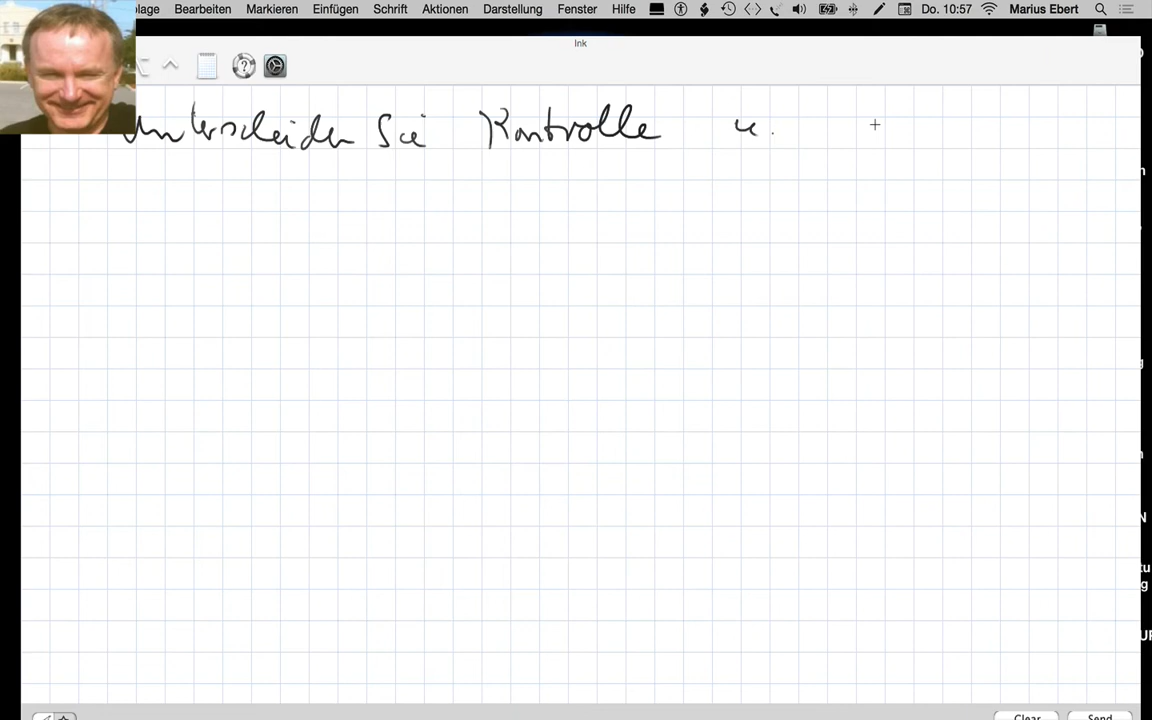 lage Bearbeiten Markieren Einfügen Schrift Aktionen Darstellung Fenster Hilfe Do. 10:57 Marius Ebert
Ink
Unterscheiden Sie Kontrolle u.
Clear Send